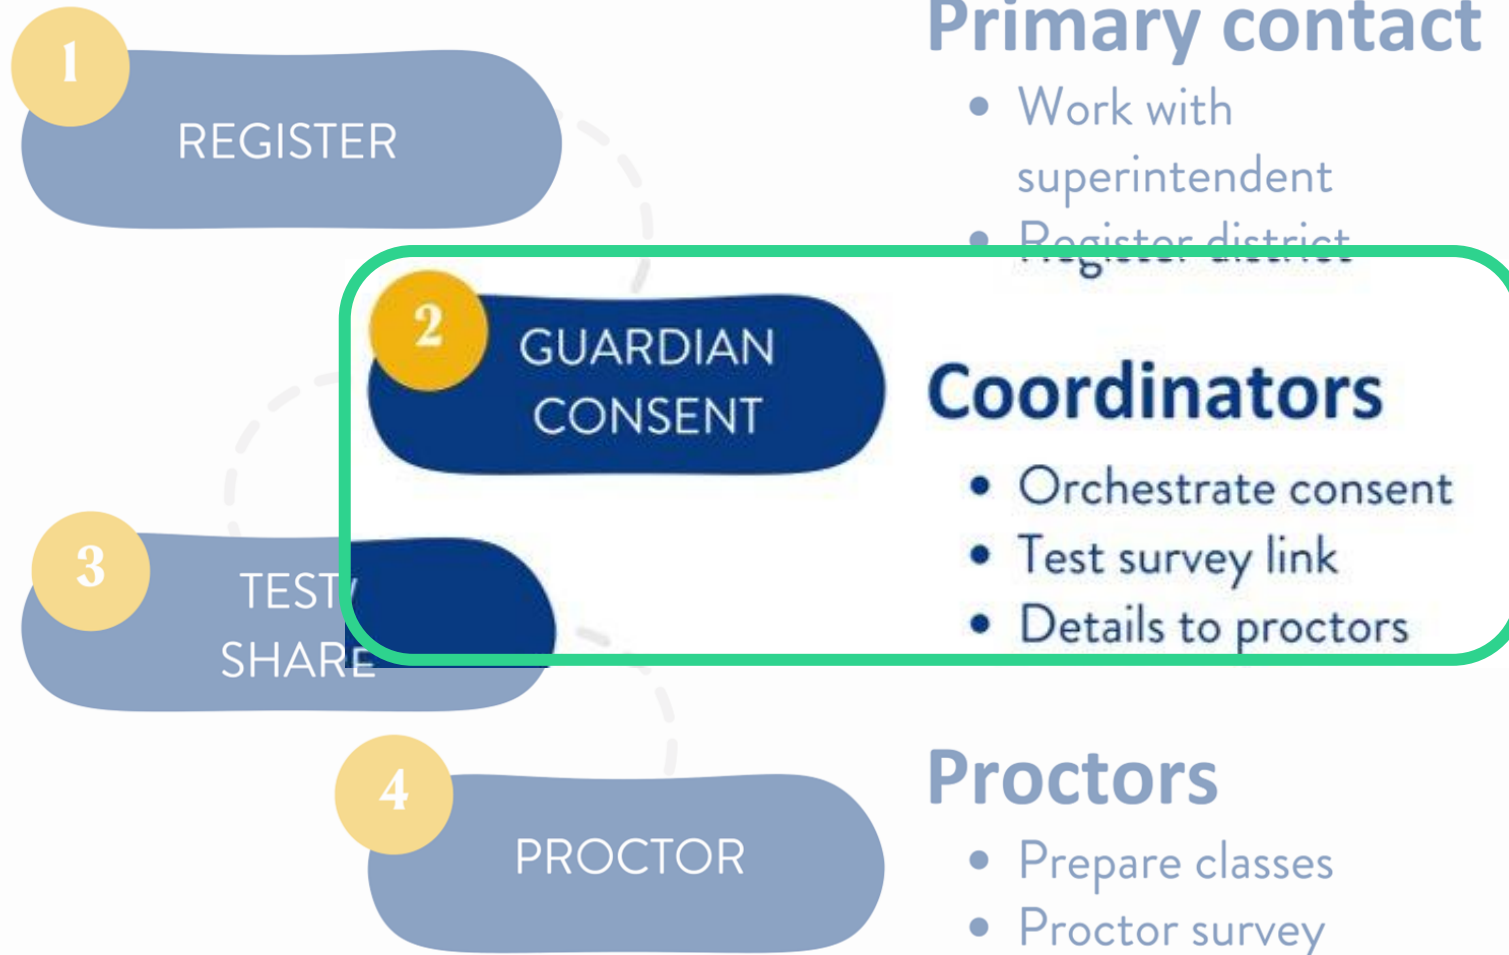 1
REGISTER
Primary contact
• Work with
superintendent
• Register district
2
GUARDIAN
CONSENT
Coordinators
• Orchestrate consent
• Test survey link
• Details to proctors
3
TEST/
SHARE
4
PROCTOR
Proctors
• Prepare classes
• Proctor survey